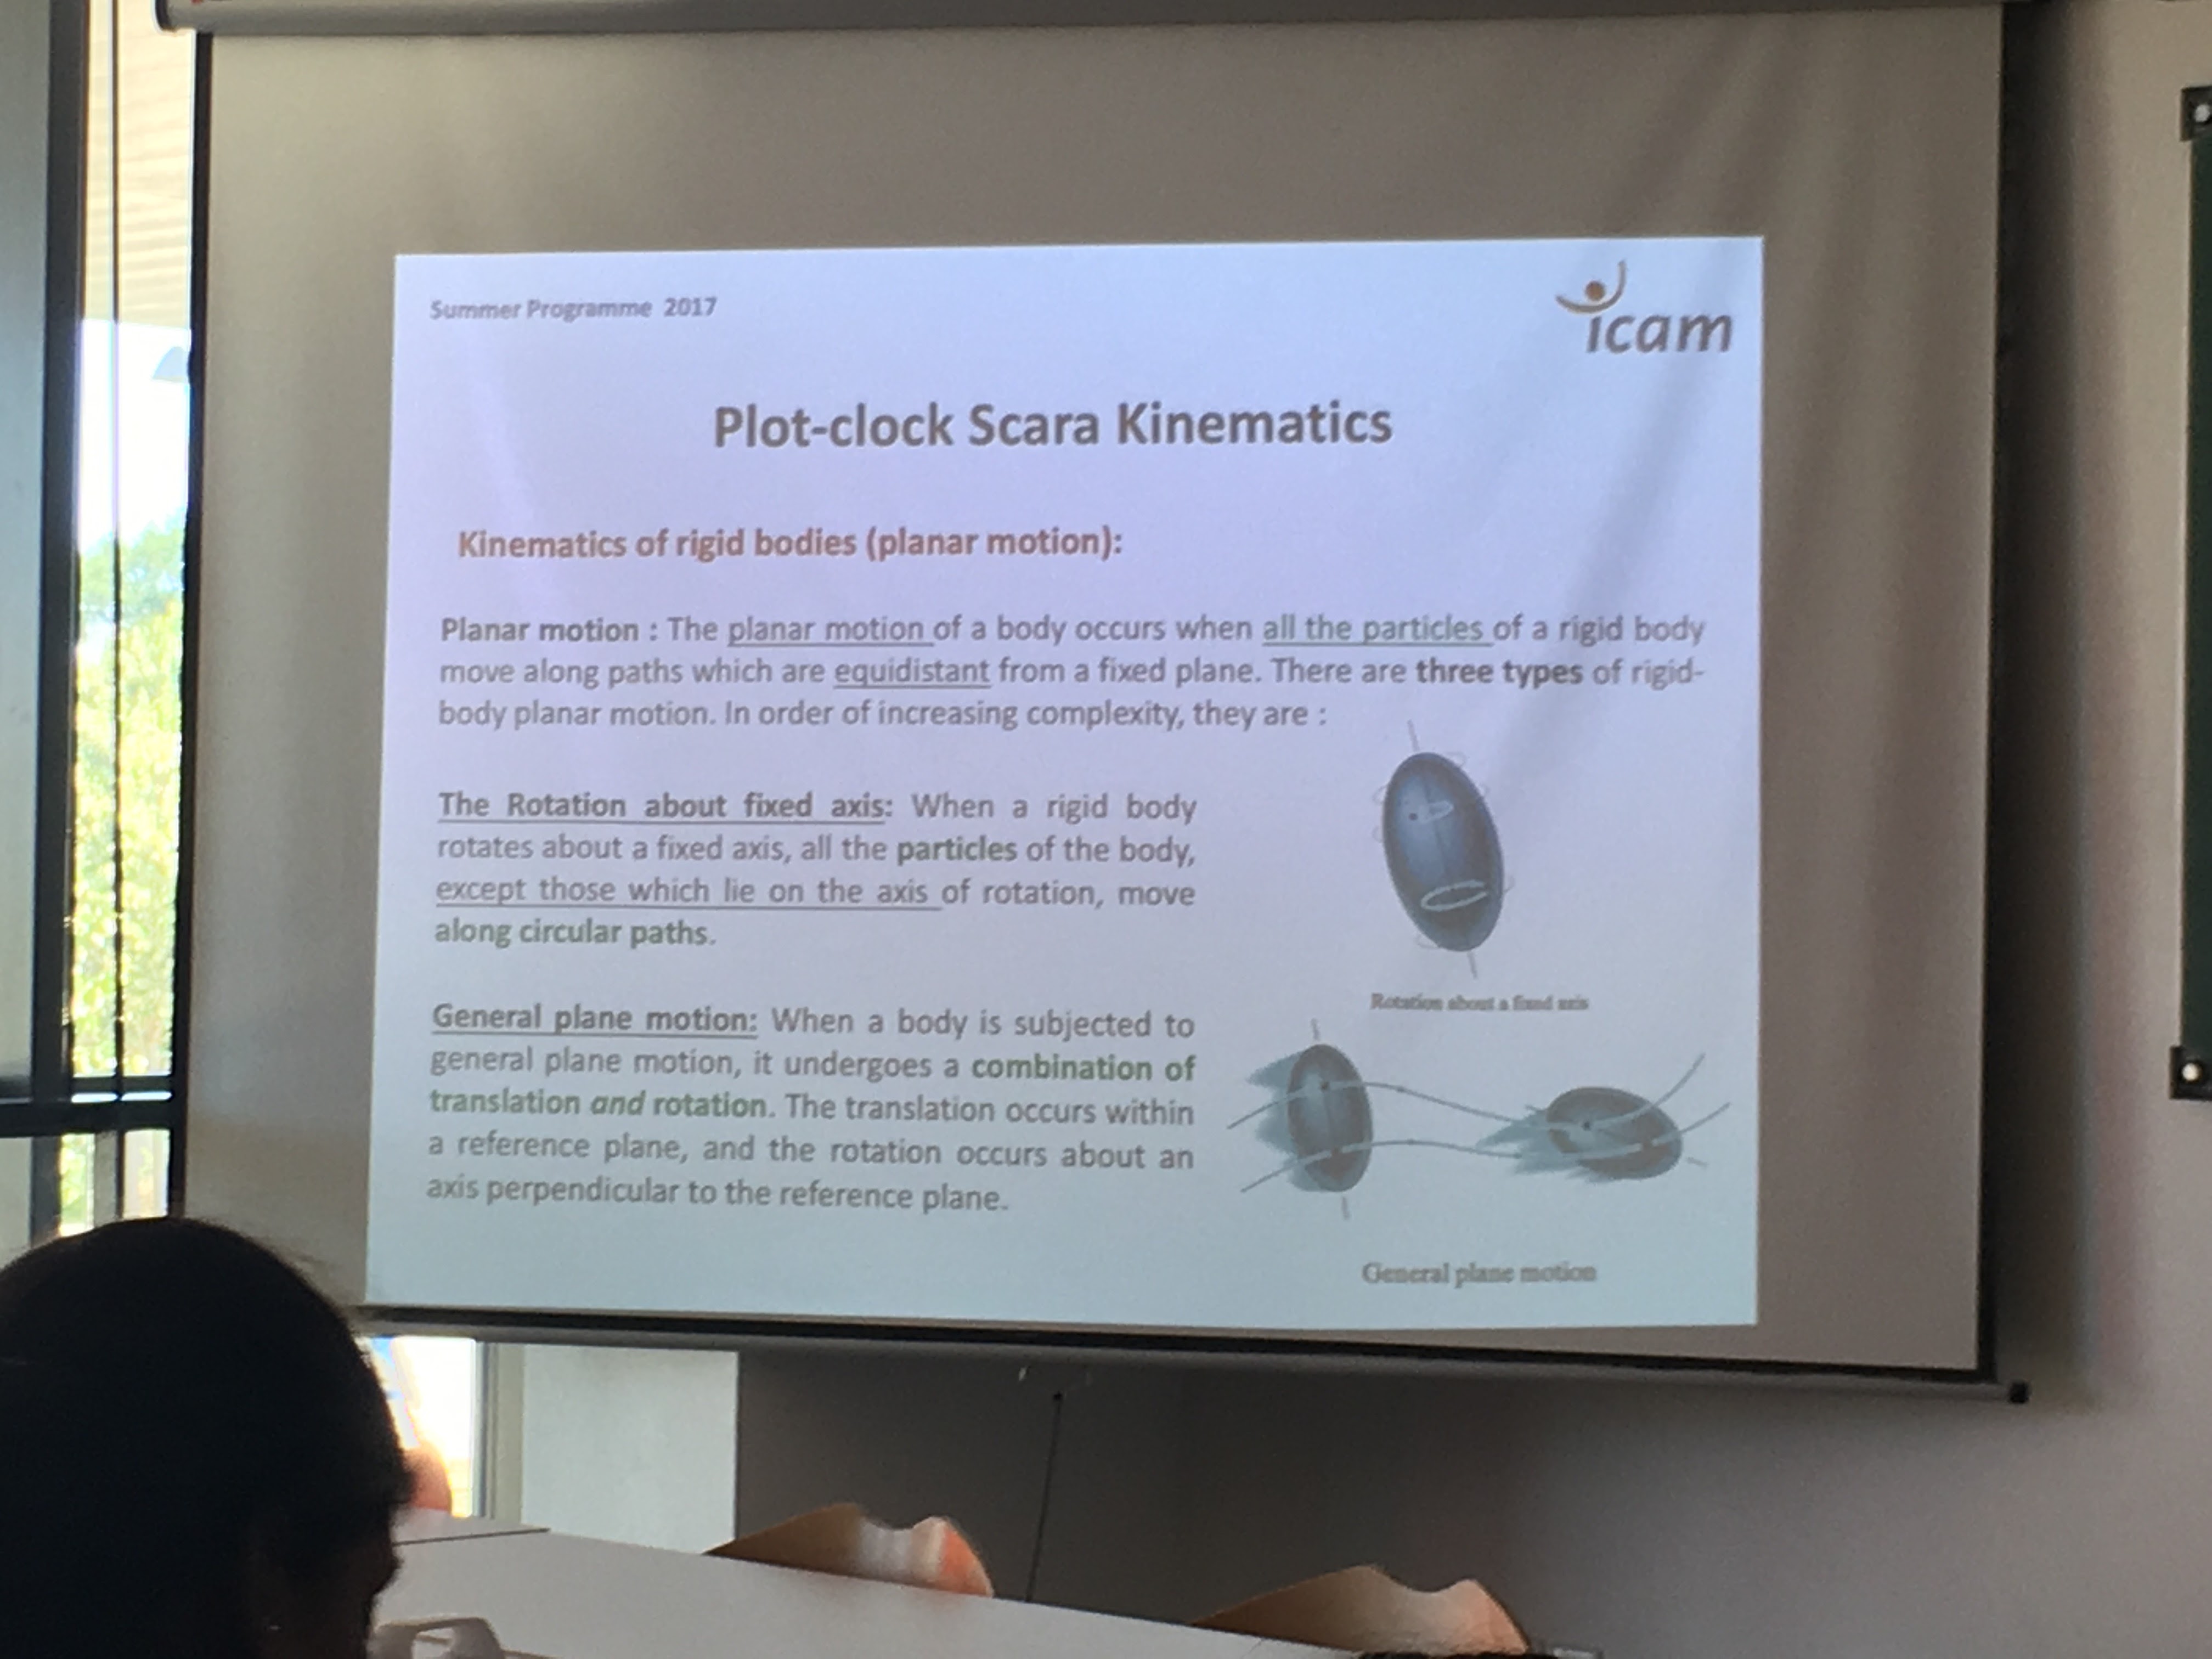 Summer Programme 2017
icam
Plot-clock Scara Kinematics
Kinematics of rigid bodies (planar motion):
Planar motion : The planar motion of a body occurs when all the particles of a rigid body
move along paths which are equidistant from a fixed plane. There are three types of rigid-
body planar motion. In order of increasing complexity, they are :
The Rotation about fixed axis: When a rigid body
rotates about a fixed axis, all the particles of the body,
except those which lie on the axis of rotation, move
along circular paths.
Rotation about a fixed axis
General plane motion: When a body is subjected to
general plane motion, it undergoes a combination of
translation and rotation. The translation occurs within
a reference plane, and the rotation occurs about an
axis perpendicular to the reference plane.
General plane motion